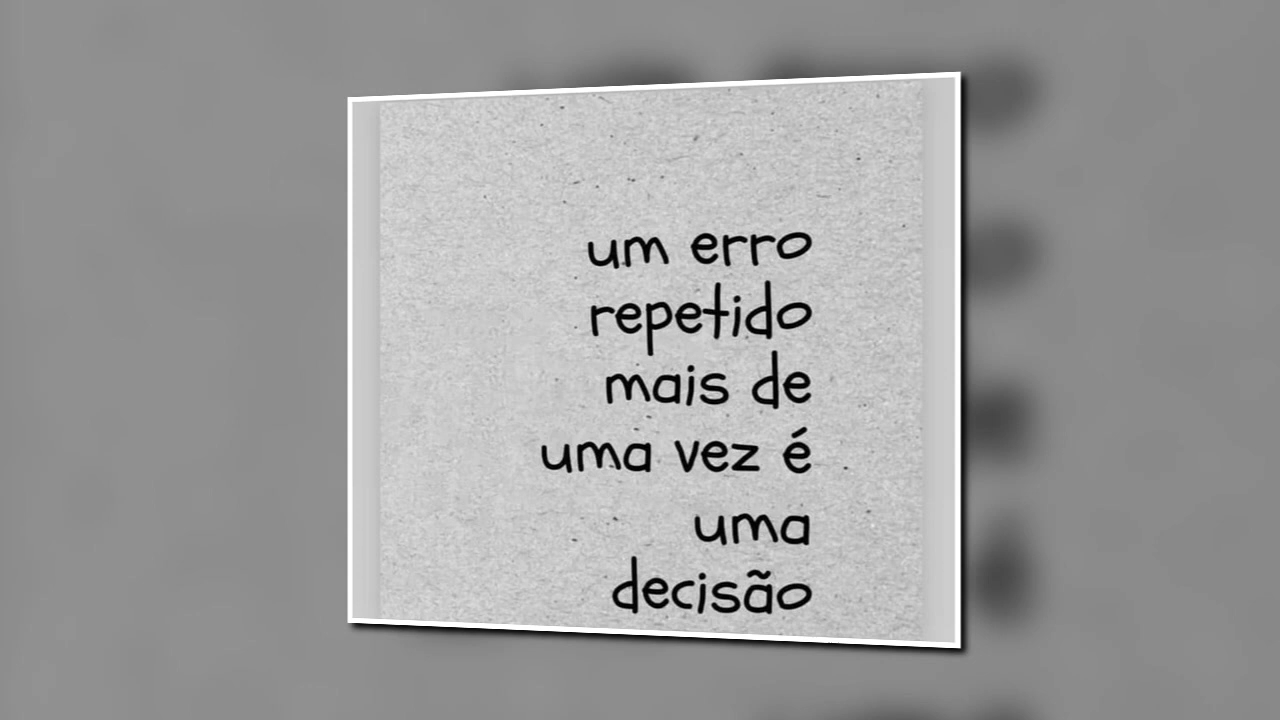 um erro
repetido
mais de
uma vez é
uma
decisão